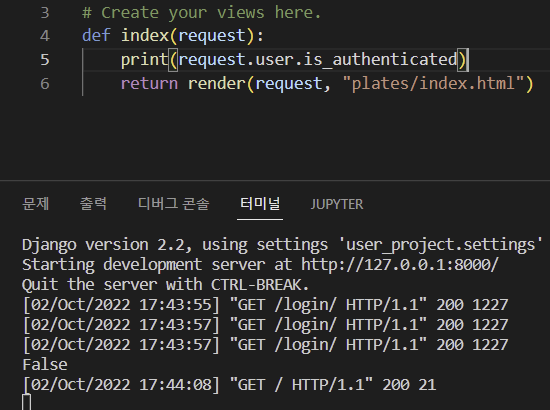 3 # Create your views here.
4 def index(request):
5 print(request.user.is_authenticated)
6 return render(request, "plates/index.html")
문제 출력 디버그 콘솔 터미널 JUPYTER
Django version 2.2, using settings 'user_project.settings'
Starting development server at http://127.0.0.1:8000/
Quit the server with CTRL-BREAK.
[02/Oct/2022 17:43:55] "GET /login/ HTTP/1.1" 200 1227
[02/Oct/2022 17:43:57] "GET /login/ HTTP/1.1" 200 1227
[02/Oct/2022 17:43:57] "GET /login/ HTTP/1.1" 200 1227
False
[02/Oct/2022 17:44:08] "GET / HTTP/1.1" 200 21